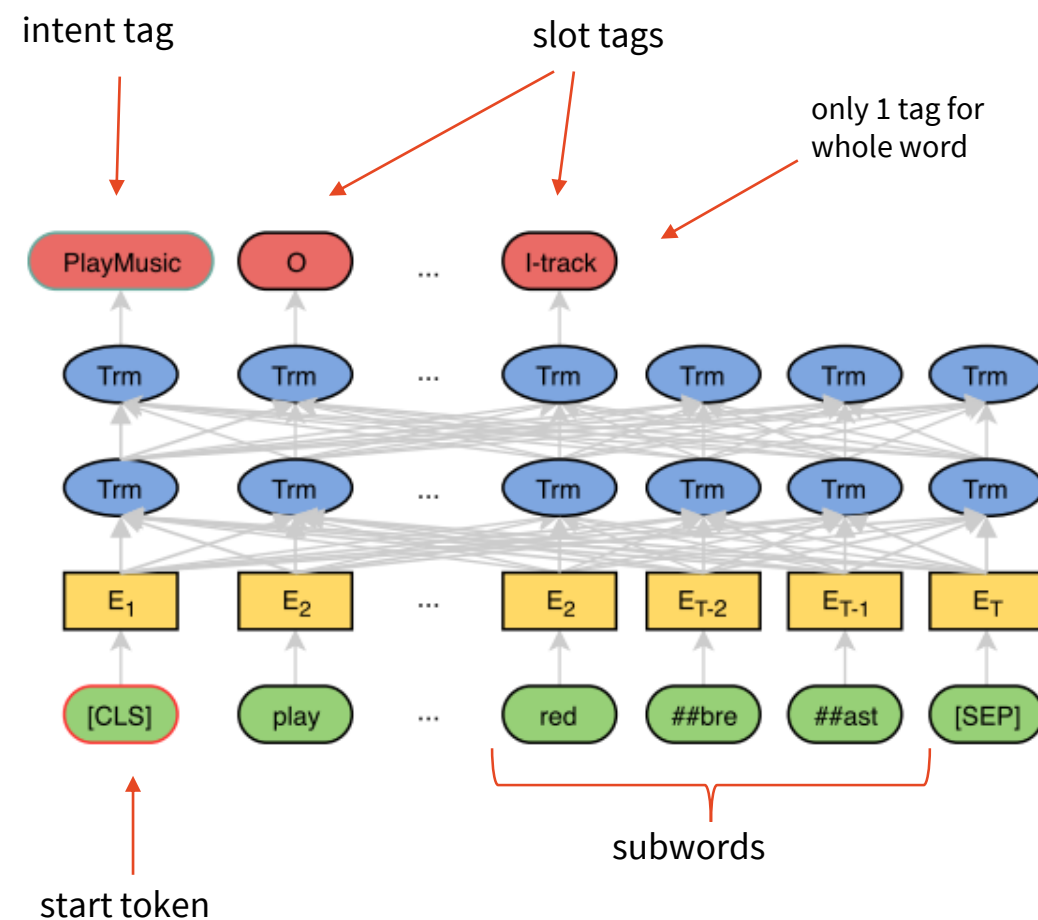 intent tag
slot tags
only 1 tag for
whole word
PlayMusic O ... I-track
Trm Trm ... Trm Trm Trm Trm
Trm Trm ... Trm Trm Trm Trm
E1 E2 ... E2 ET-2 ET-1 ET
[CLS] play ... red ##bre ##ast [SEP]
subwords
start token